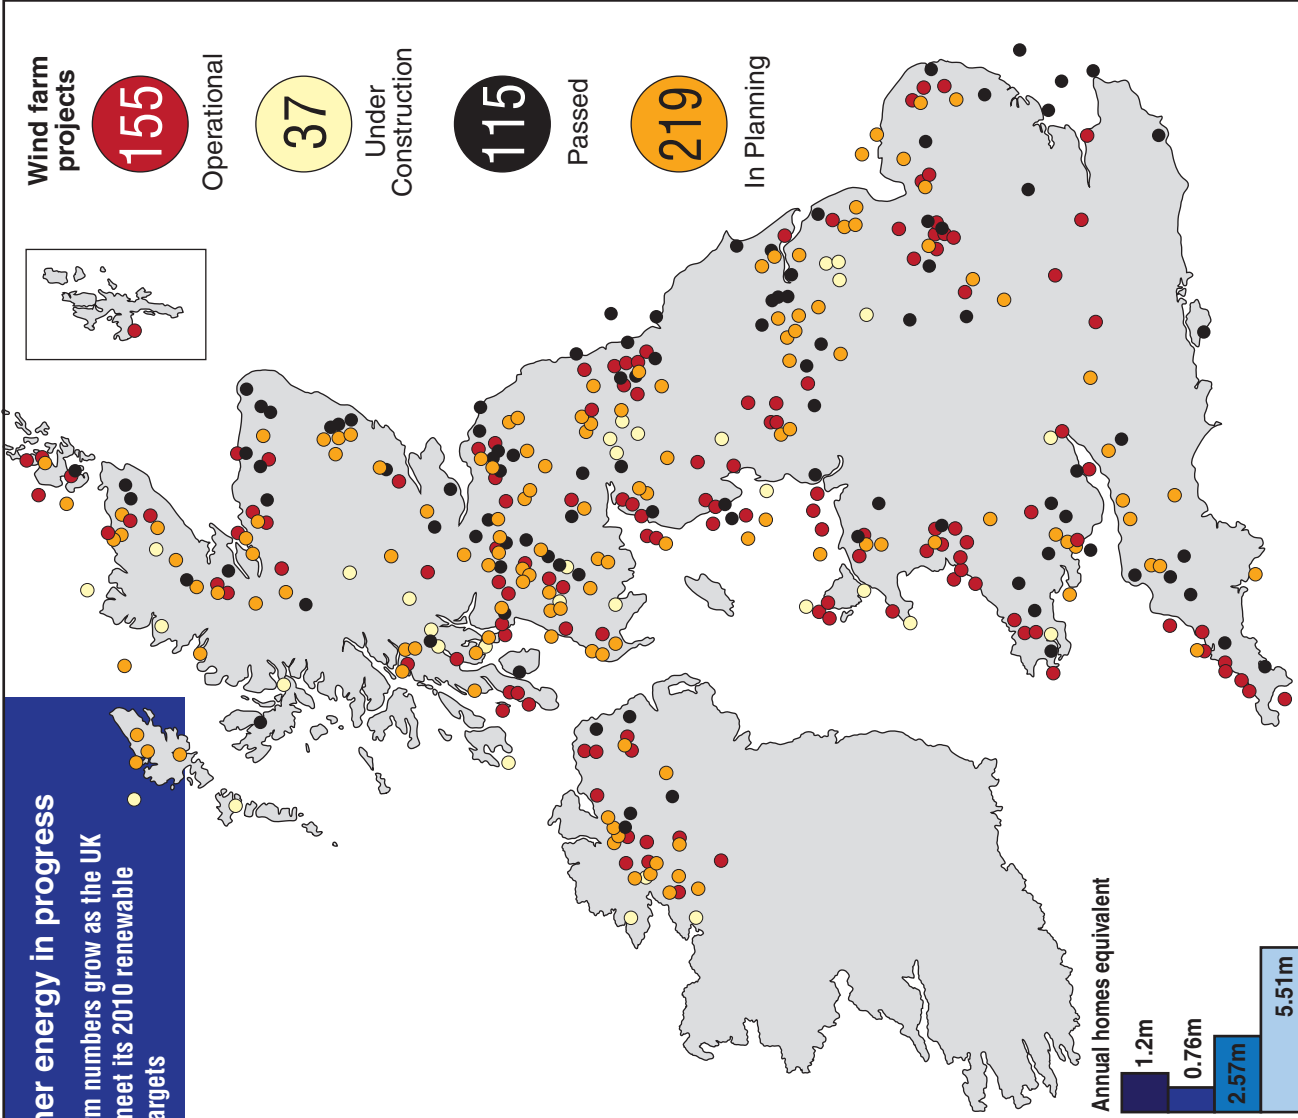 ner energy in progress
m numbers grow as the UK
meet its 2010 renewable
argets
Wind farm
projects
155
Operational
37
Under
Construction
115
Passed
219
In Planning
Annual homes equivalent
1.2m
0.76m
2.57m
5.51m